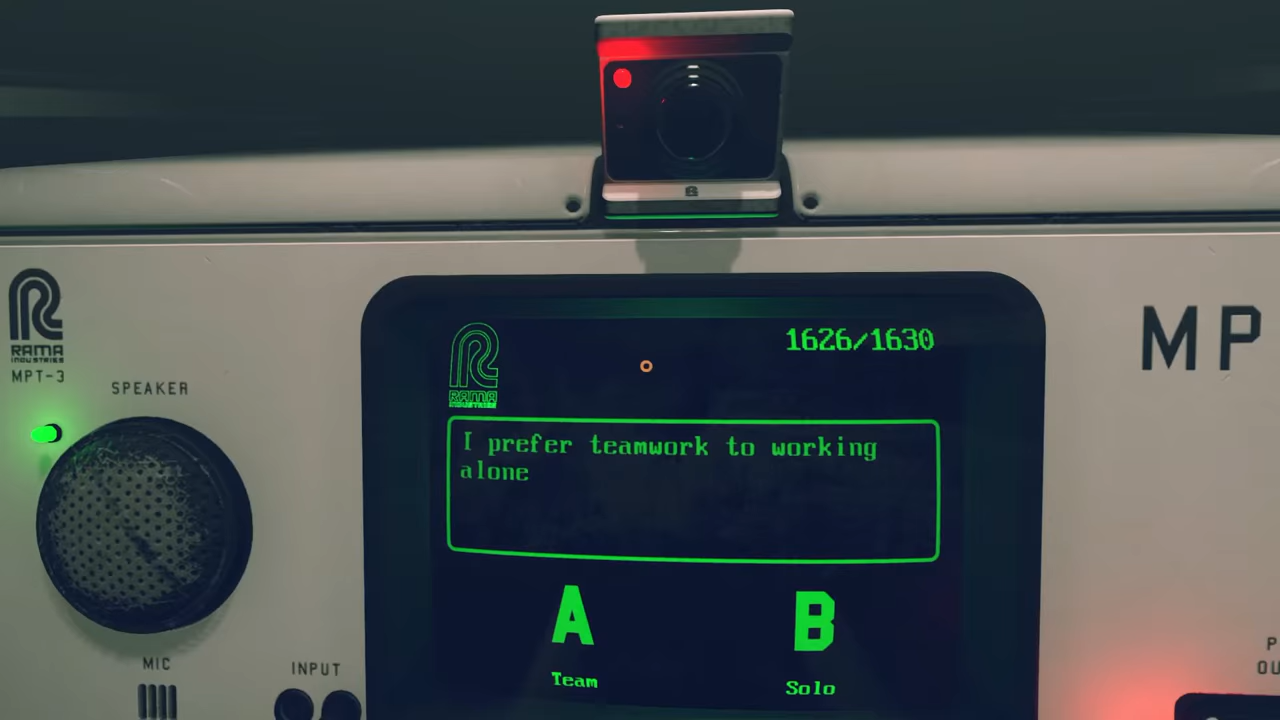 B
RAMA
INDUSTRIES
MPT-3
SPEAKER
MP
RAMA
INDUSTRIES
1626/1630
I prefer teamwork to working
alone
A
B
Team
Solo
MIC
INPUT